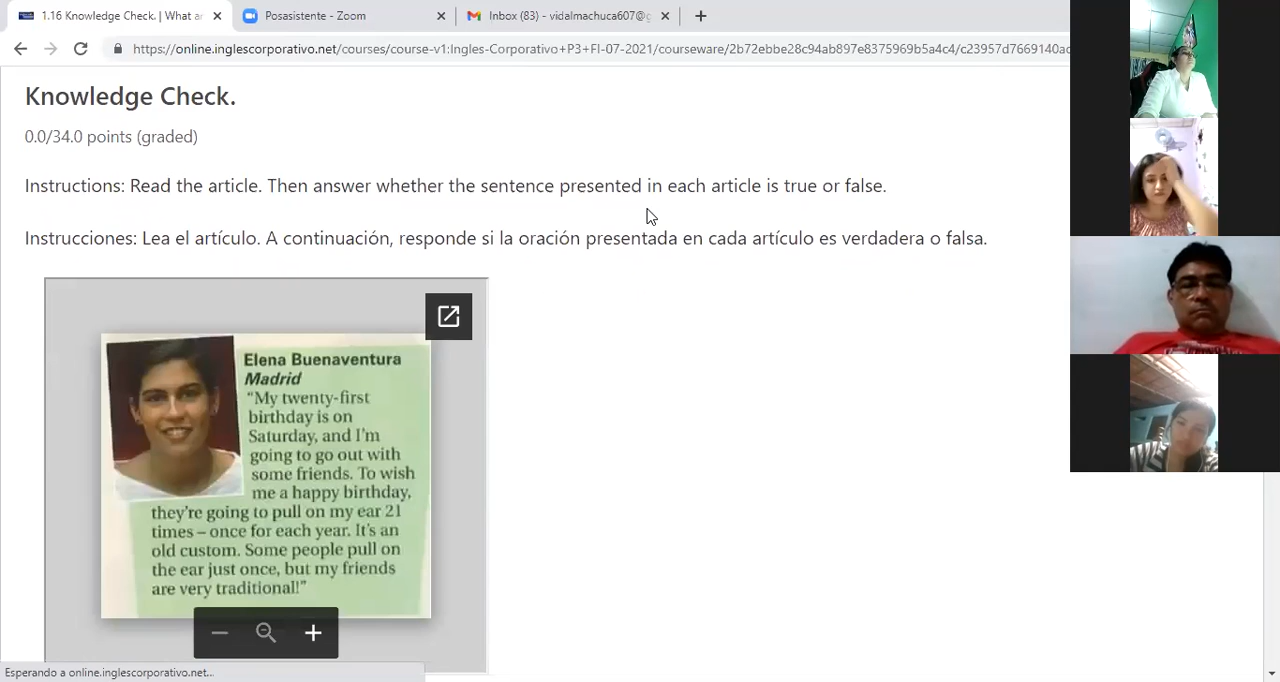 1.16 Knowledge Check. | What ar
Posasistente - Zoom
Inbox (83) - vidalmachuca607@g
https://online.inglescorporativo.net/courses/course-v1:Ingles-Corporativo+P3+FI-07-2021/courseware/2b72ebbe28c94ab897e8375969b5a4c4/c23957d7669140ac
Knowledge Check.
0.0/34.0 points (graded)
Instructions: Read the article. Then answer whether the sentence presented in each article is true or false.
Instrucciones: Lea el artículo. A continuación, responde si la oración presentada en cada artículo es verdadera o falsa.
Elena Buenaventura
Madrid
“My twenty-first
birthday is on
Saturday, and I'm
going to go out with
some friends. To wish
me a happy birthday,
they're going to pull on my ear 21
times – once for each year. It's an
old custom. Some people pull on
the ear just once, but my friends
are very traditional!”
Esperando a online.inglescorporativo.net...